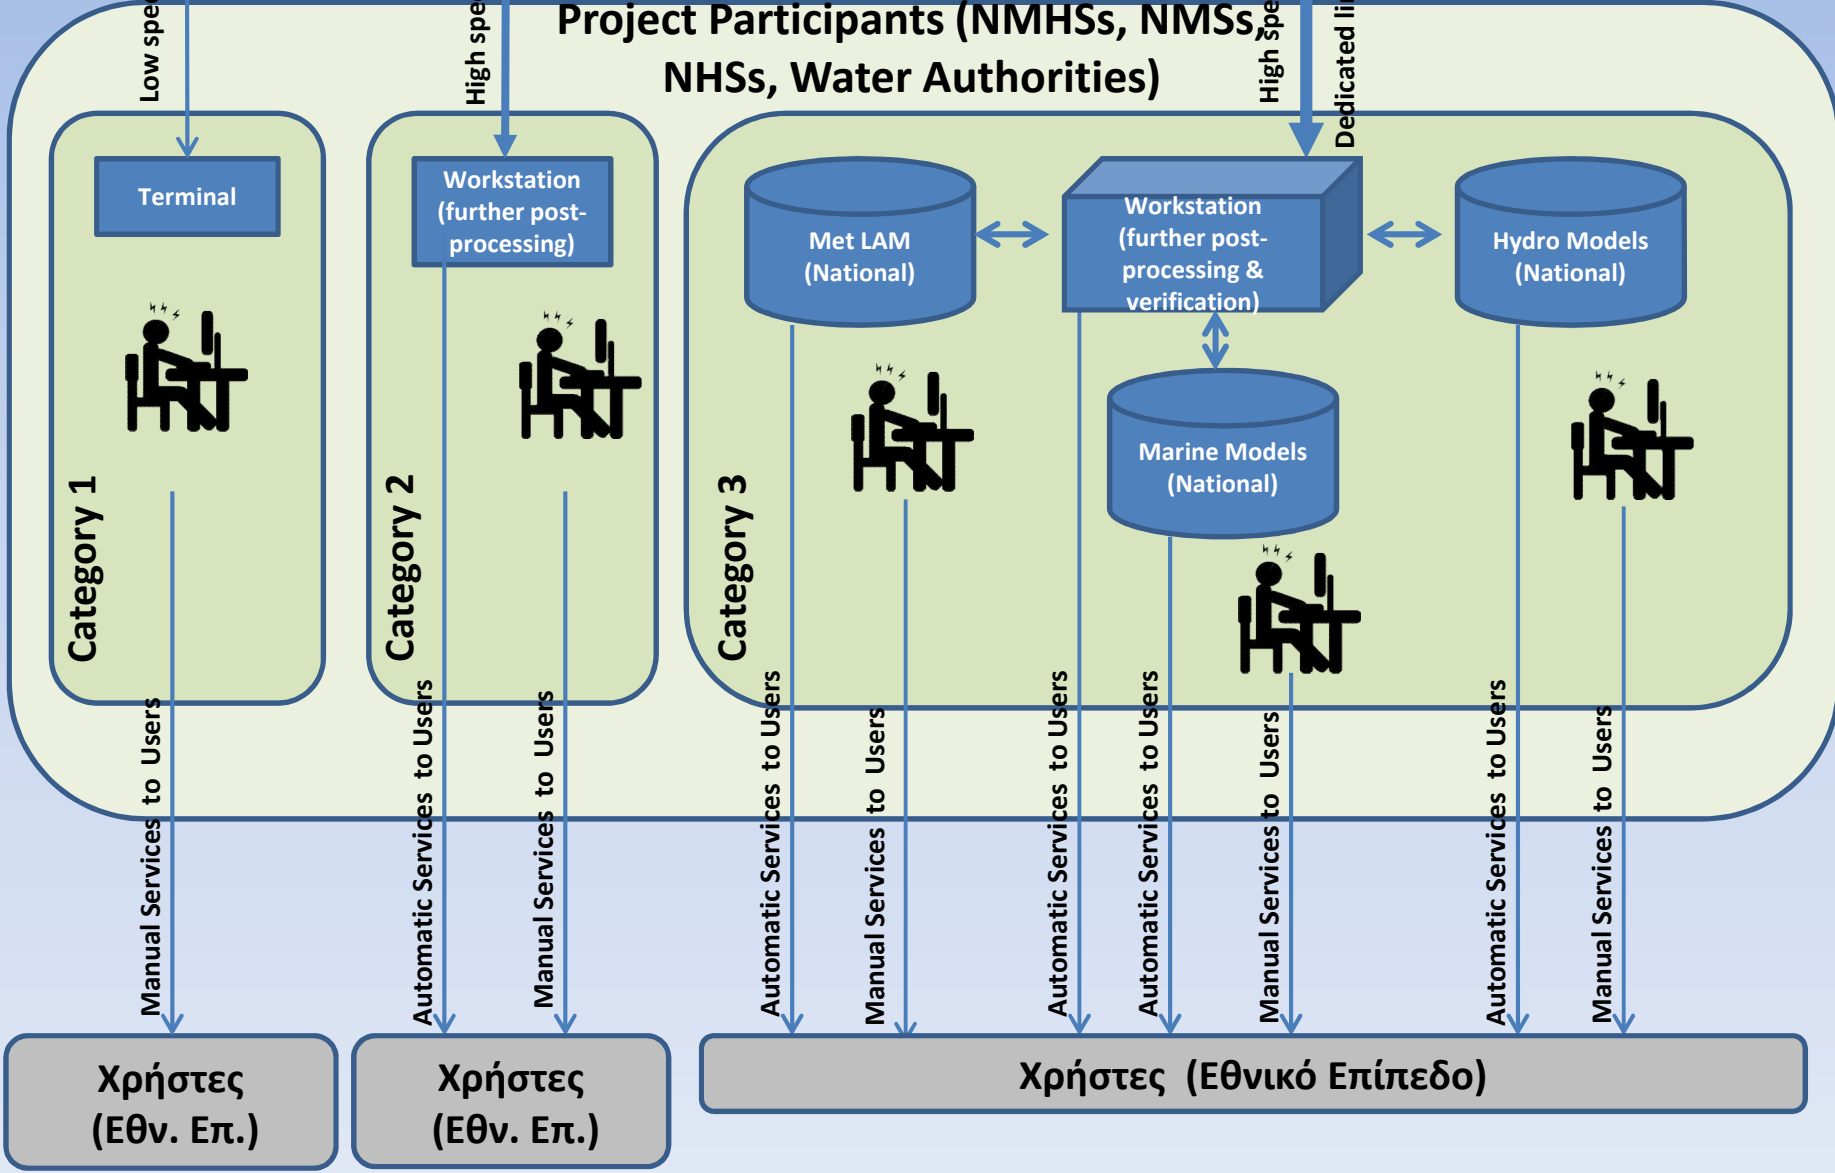 Project Participants (NMHSs, NMSs,
NHSs, Water Authorities)
Low
High
High
Dedicated
Terminal
Workstation
(further post-
processing)
Met LAM
(National)
Workstation
(further post-
processing &
verification)
Hydro Models
(National)
Marine Models
(National)
Category 1
Category 2
Category 3
Manual Services to Users
Automatic Services to Users
Manual Services to Users
Automatic Services to Users
Manual Services to Users
Automatic Services to Users
Automatic Services to Users
Manual Services to Users
Automatic Services to Users
Manual Services to Users
Χρήστες
(Εθν. Επ.)
Χρήστες
(Εθν. Επ.)
Χρήστες (Εθνικό Επίπεδο)